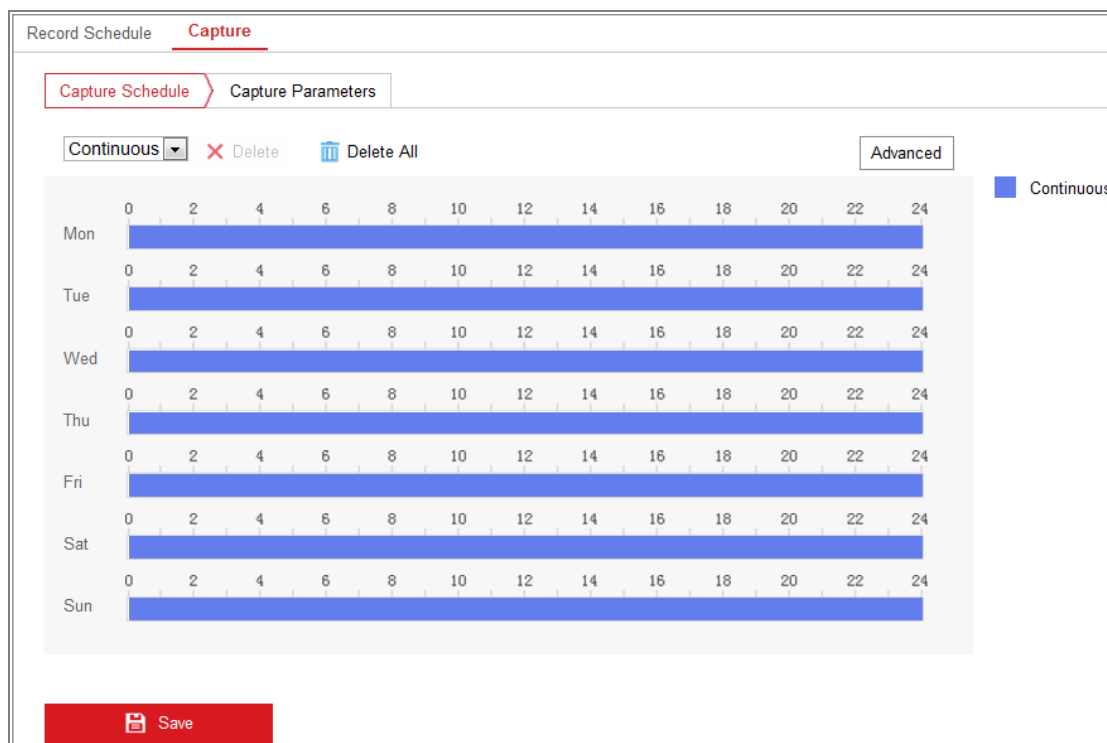 Record Schedule Capture
Capture Schedule Capture Parameters
Continuous Delete Delete All Advanced
Continuous
0 2 4 6 8 10 12 14 16 18 20 22 24
Mon
0 2 4 6 8 10 12 14 16 18 20 22 24
Tue
0 2 4 6 8 10 12 14 16 18 20 22 24
Wed
0 2 4 6 8 10 12 14 16 18 20 22 24
Thu
0 2 4 6 8 10 12 14 16 18 20 22 24
Fri
0 2 4 6 8 10 12 14 16 18 20 22 24
Sat
0 2 4 6 8 10 12 14 16 18 20 22 24
Sun
Save